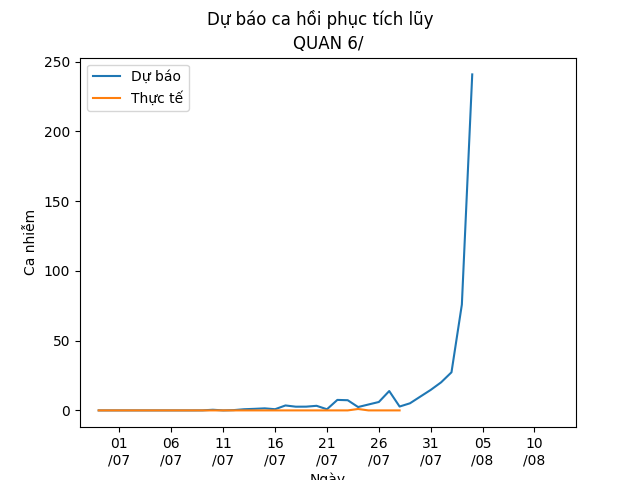 Dự báo ca hồi phục tích lũy
QUAN 6/
250
200
150
100
50
0
Ca nhiễm
Dự báo
Thực tế
01 06 11 16 21 26 31 05 10
/07 /07 /07 /07 /07 /07 /07 /08 /08
Ngày